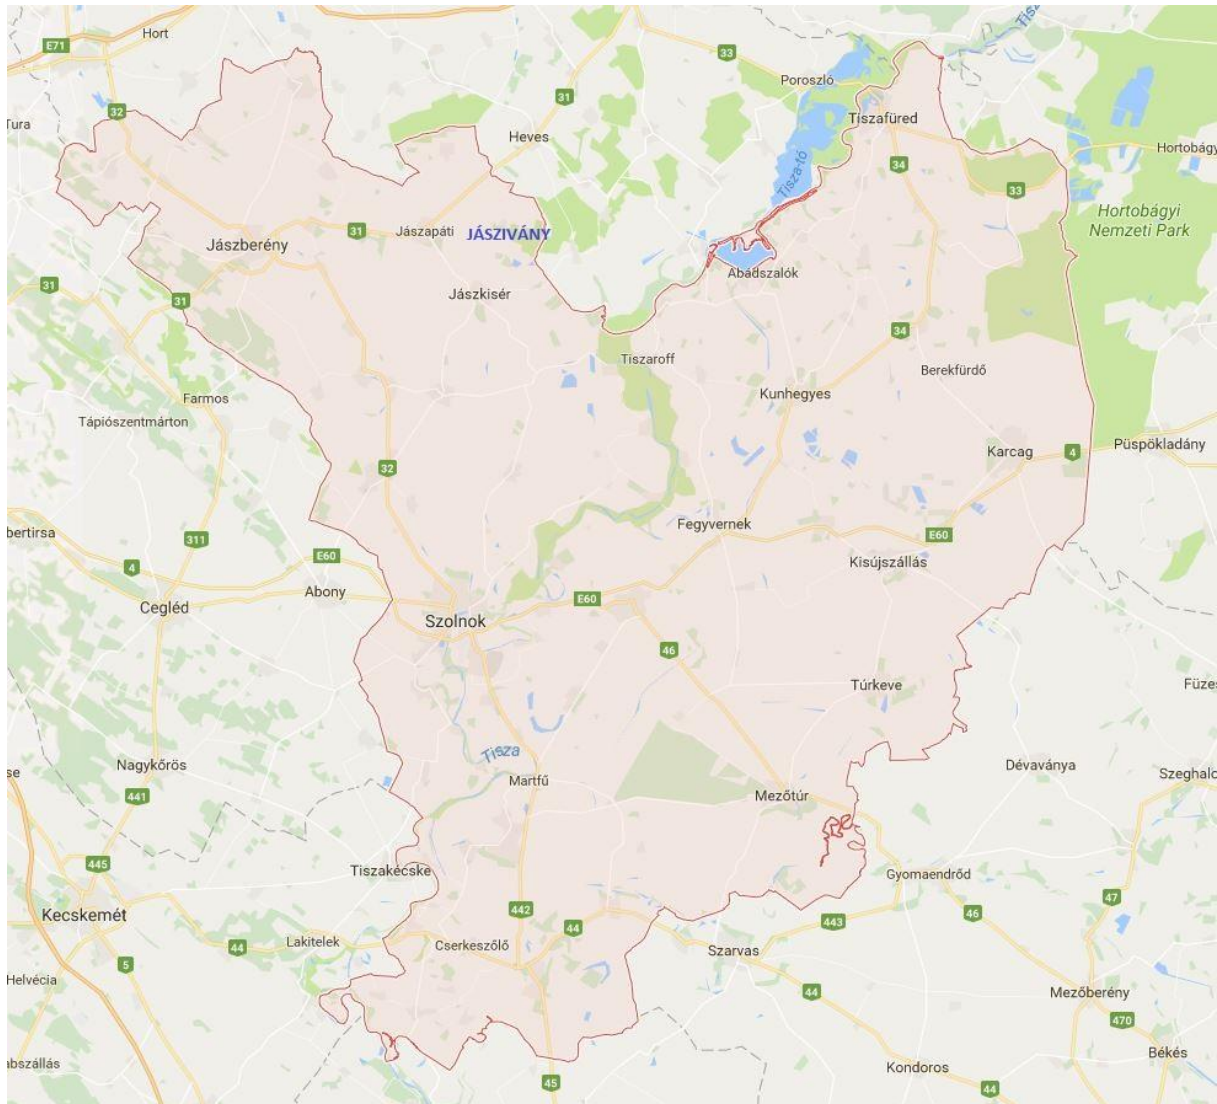 Hort
E71
33
Tisz
Poroszló
31
32
Tura
Tiszafüred
Heves
Hortobágy
Tisza-tó
34
33
Hortobágyi
Nemzeti Park
31
Jászapáti
JÁSZIVÁNY
Jászberény
Abádszalók
31
Jászkisér
31
34
Tiszaroff
Berekfürdő
Farmos
Kunhegyes
Tápiószentmárton
Püspökladány
Karcag
4
32
Fegyvernek
bertirsa
311
E60
E60
Kisújszállás
4
Abony
E60
Cegléd
Szolnok
46
Túrkeve
Füzes
Tisza
Nagykőrös
Dévaványa
se
Martfű
Szeghalo
441
Mezőtúr
445
Tiszakécske
Gyomaendrőd
47
Kecskemét
442
443
46
44
44
Lakitelek
Cserkeszőlő
Szarvas
5
Helvécia
44
Mezőberény
470
abszállás
Békés
Kondoros
45
44